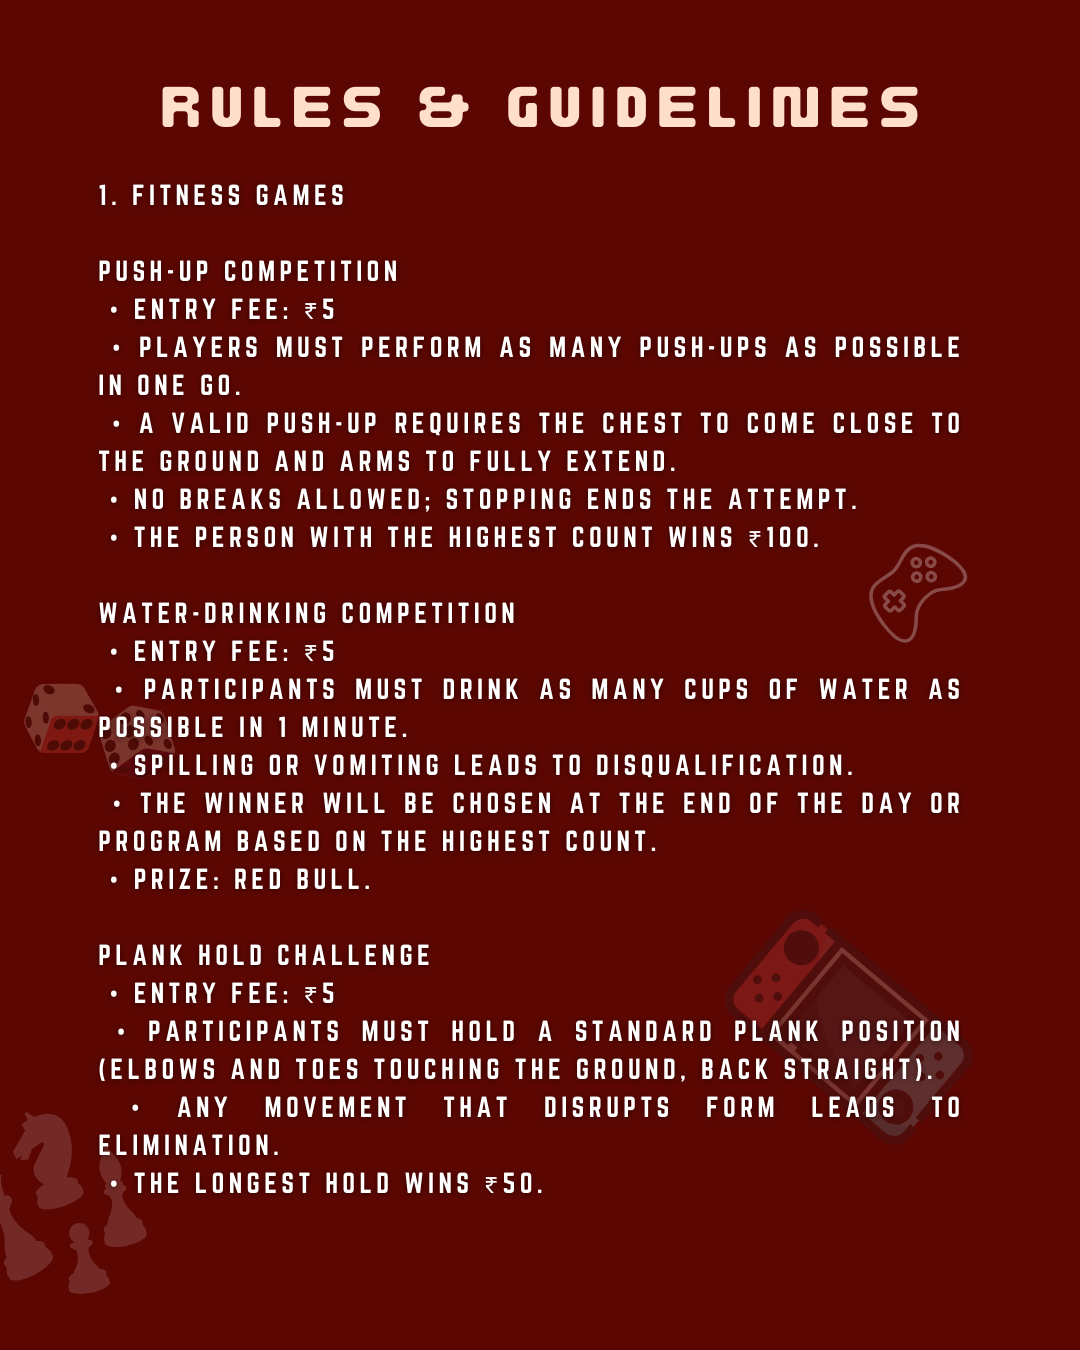 RULES & GUIDELINES
1. FITNESS GAMES
PUSH-UP COMPETITION
• ENTRY FEE: ₹5
• PLAYERS MUST PERFORM AS MANY PUSH-UPS AS POSSIBLE
IN ONE GO.
• A VALID PUSH-UP REQUIRES THE CHEST TO COME CLOSE TO
THE GROUND AND ARMS TO FULLY EXTEND.
• NO BREAKS ALLOWED; STOPPING ENDS THE ATTEMPT.
• THE PERSON WITH THE HIGHEST COUNT WINS ₹100.
WATER-DRINKING COMPETITION
• ENTRY FEE: ₹5
• PARTICIPANTS MUST DRINK AS MANY CUPS OF WATER AS
POSSIBLE IN 1 MINUTE.
• SPILLING OR VOMITING LEADS TO DISQUALIFICATION.
• THE WINNER WILL BE CHOSEN AT THE END OF THE DAY OR
PROGRAM BASED ON THE HIGHEST COUNT.
• PRIZE: RED BULL.
PLANK HOLD CHALLENGE
• ENTRY FEE: ₹5
• PARTICIPANTS MUST HOLD A STANDARD PLANK POSITION
(ELBOWS AND TOES TOUCHING THE GROUND, BACK STRAIGHT).
• ANY MOVEMENT THAT DISRUPTS FORM LEADS TO
ELIMINATION.
• THE LONGEST HOLD WINS ₹50.